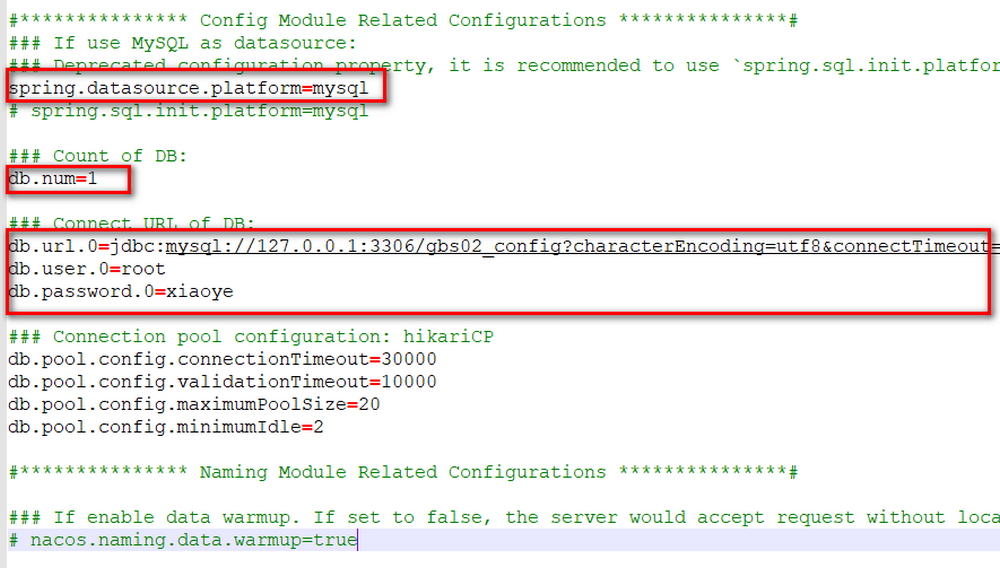 #*************** Config Module Related Configurations ***************#
### If use MySQL as datasource:
### Deprecated configuration property, it is recommended to use `spring.sql.init.platfor
spring.datasource.platform=mysql
# spring.sql.init.platform=mysql
### Count of DB:
db.num=1
### Connect URL of DB:
db.url.0=jdbc:mysql://127.0.0.1:3306/gbs02_config?characterEncoding=utf8&connectTimeout=
db.user.0=root
db.password.0=xiaoye
### Connection pool configuration: hikariCP
db.pool.config.connectionTimeout=30000
db.pool.config.validationTimeout=10000
db.pool.config.maximumPoolSize=20
db.pool.config.minimumIdle=2
#*************** Naming Module Related Configurations ***************#
### If enable data warmup. If set to false, the server would accept request without loca
# nacos.naming.data.warmup=true